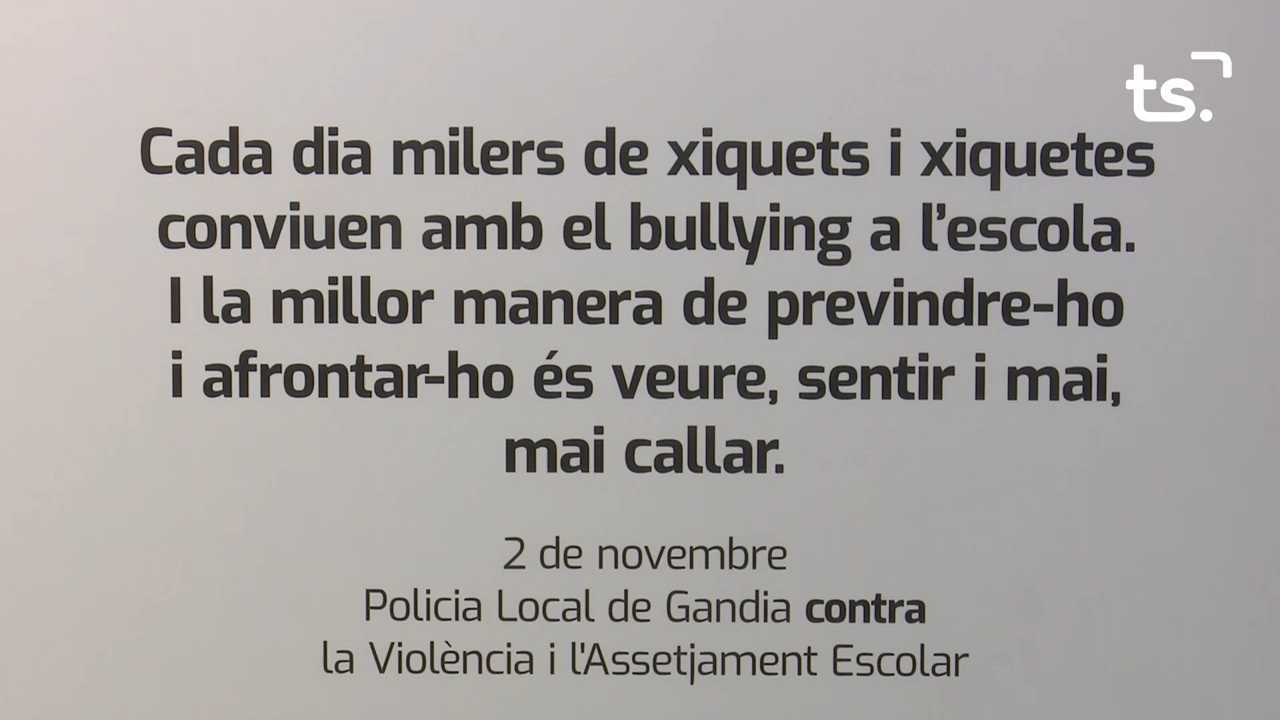 ts.
Cada dia milers de xiquets i xiquetes
conviuen amb el bullying a l’escola.
I la millor manera de previndre-ho
i afrontar-ho és veure, sentir i mai,
mai callar.
2 de novembre
Policia Local de Gandia contra
la Violència i l'Assetjament Escolar